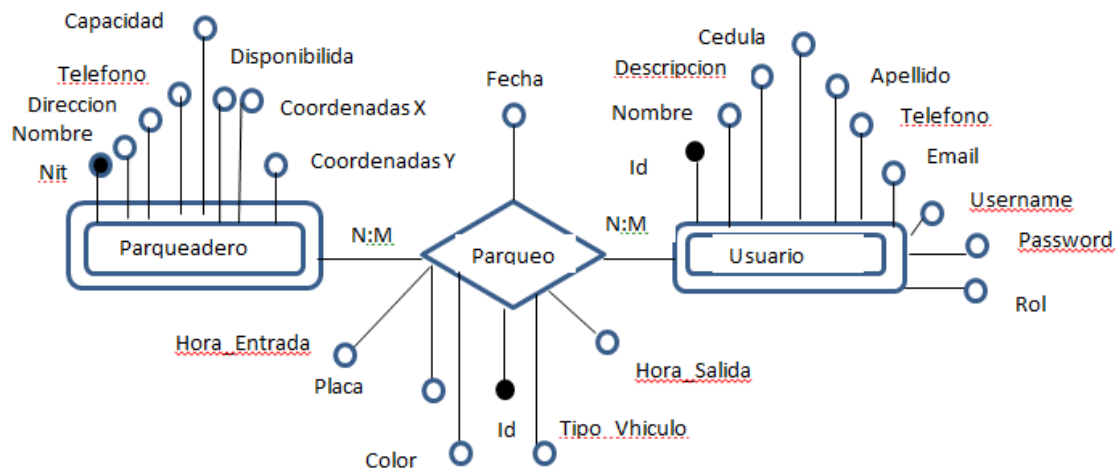 Capacidad
Disponibilida
Telefono
Direccion
Coordenadas X
Nombre
Coordenadas Y
Nit
Parqueadero
N:M
Fecha
Parqueo
N:M
Hora_Entrada
Placa
Color
Id
Tipo_Vhiculo
Hora_Salida
Cedula
Descripcion
Apellido
Nombre
Telefono
Id
Email
Username
Password
Rol
Usuario